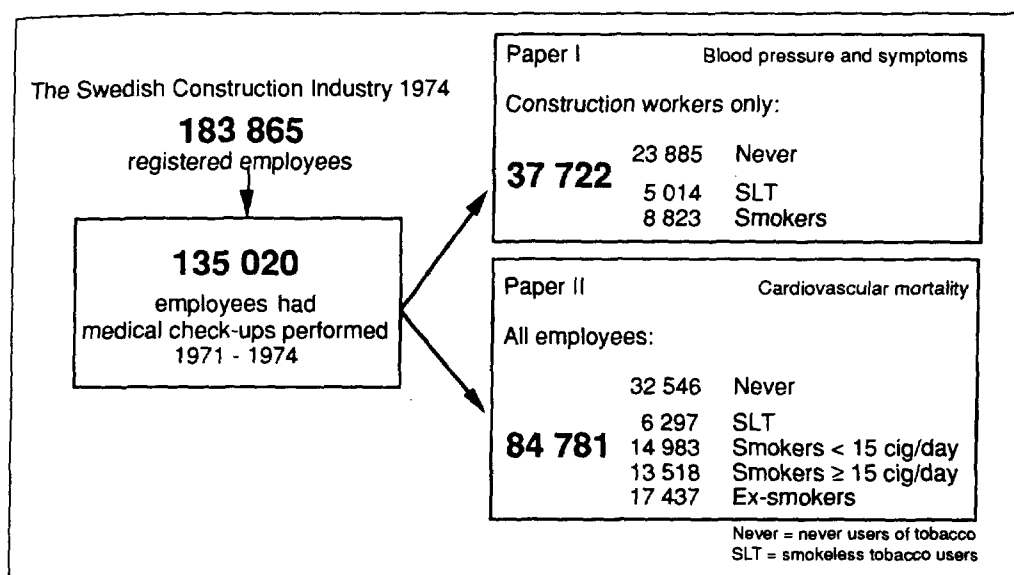 The Swedish Construction Industry 1974
183 865
registered employees
135 020
employees had
medical check-ups performed
1971 - 1974
Paper I Blood pressure and symptoms
Construction workers only:
37 722
23 885 Never
5 014 SLT
8 823 Smokers
Paper II Cardiovascular mortality
All employees:
84 781
32 546 Never
6 297 SLT
14 983 Smokers < 15 cig/day
13 518 Smokers ≥ 15 cig/day
17 437 Ex-smokers
Never = never users of tobacco
SLT = smokeless tobacco users